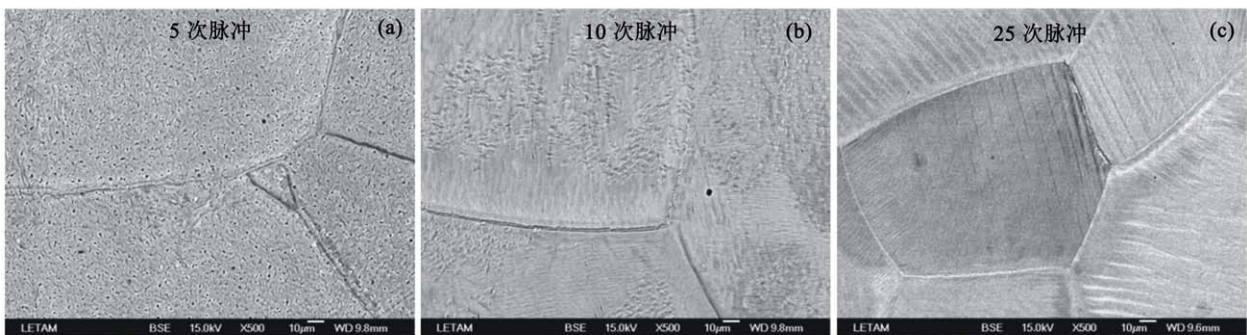 5 次脉冲 (a)
10 次脉冲 (b)
25 次脉冲 (c)
LETAM BSE 15.0kV X500 10μm WD 9.8mm
LETAM BSE 15.0kV X500 10μm WD 9.8mm
LETAM BSE 15.0kV X500 10μm WD 9.6mm